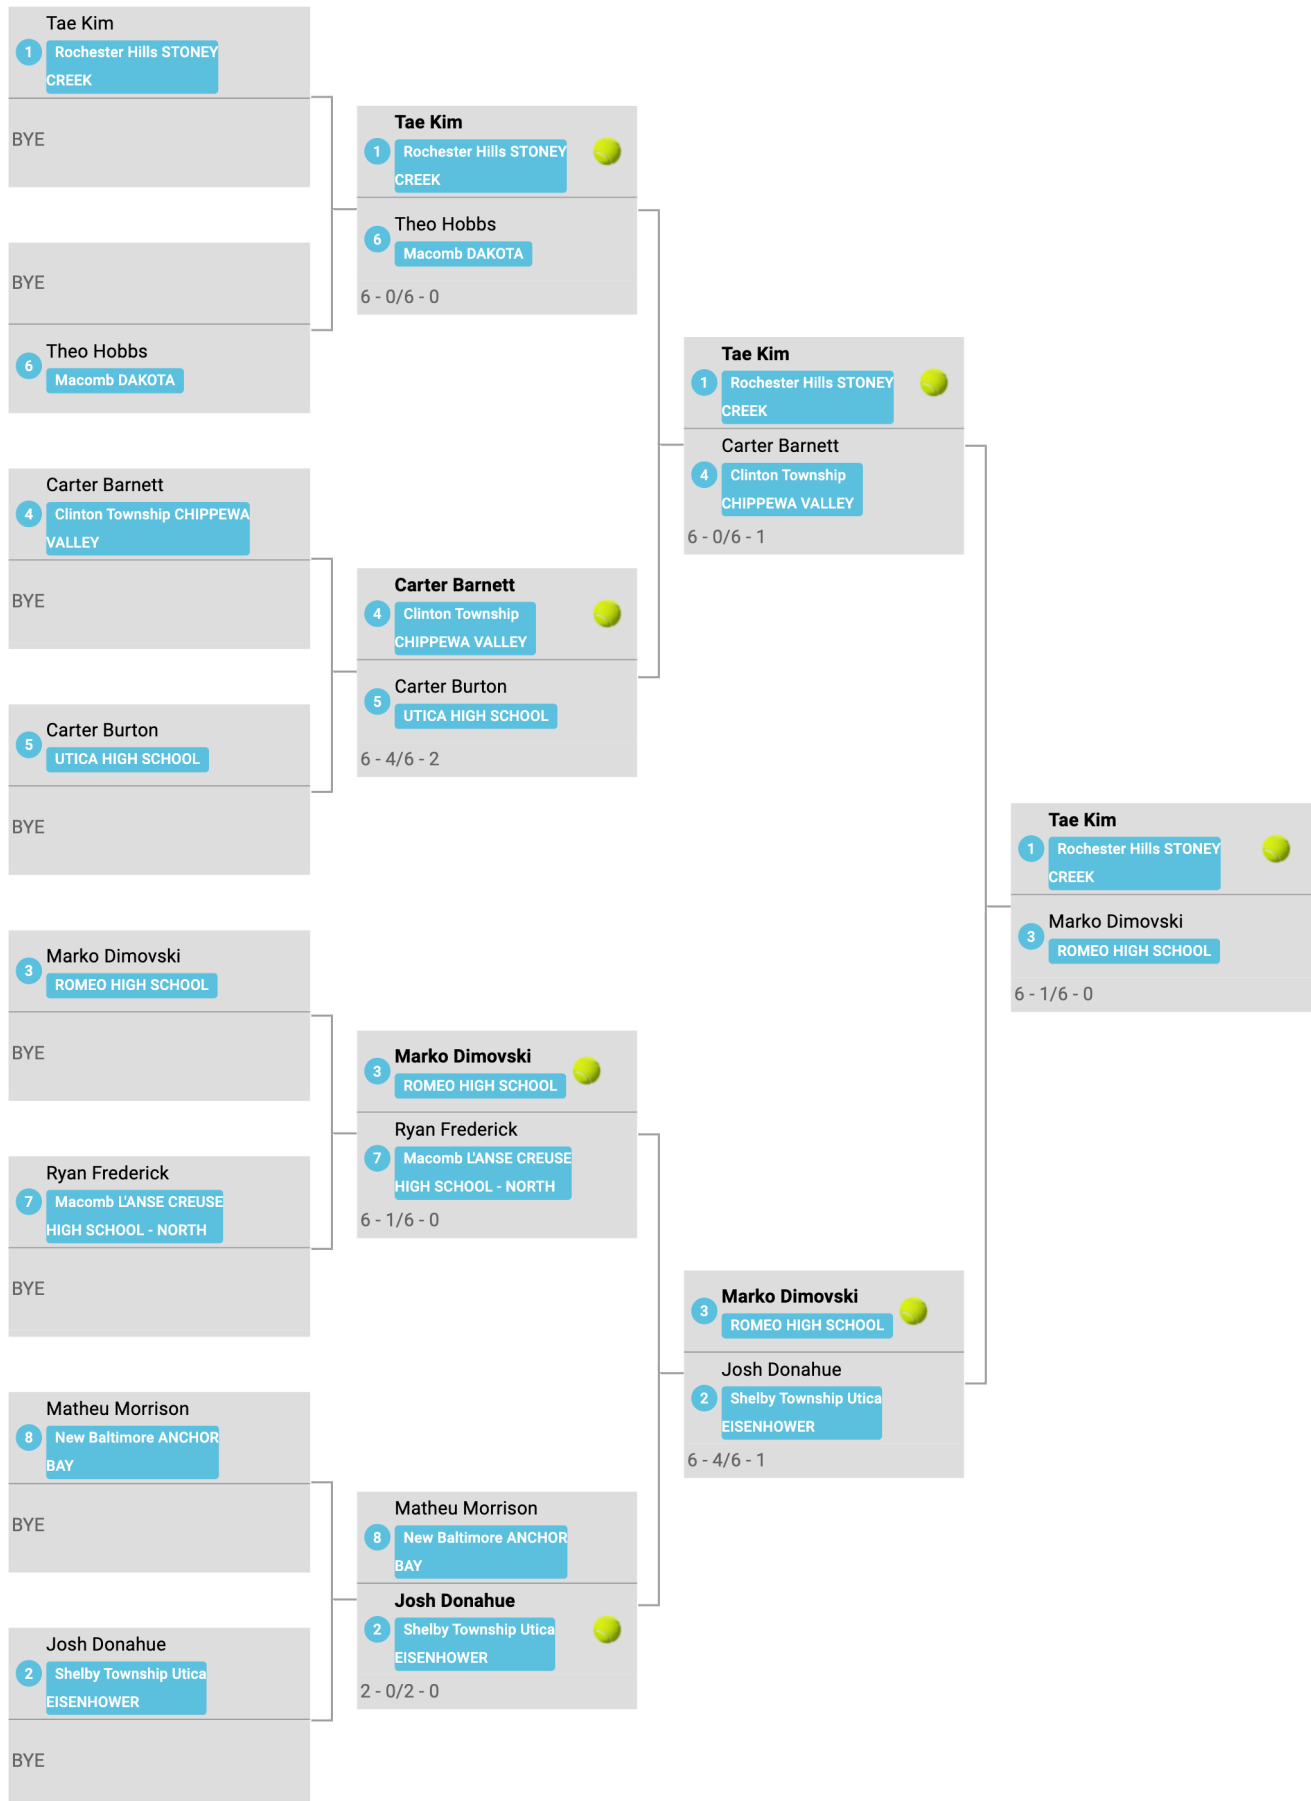 Tae Kim
1
Rochester Hills STONEY
CREEK
BYE
BYE
Theo Hobbs
6
Macomb DAKOTA
Carter Barnett
4
Clinton Township CHIPPEWA
VALLEY
BYE
Carter Burton
5
UTICA HIGH SCHOOL
BYE
Marko Dimovski
3
ROMEO HIGH SCHOOL
BYE
Ryan Frederick
7
Macomb L'ANSE CREUSE
HIGH SCHOOL - NORTH
BYE
Matheu Morrison
8
New Baltimore ANCHOR
BAY
BYE
Josh Donahue
2
Shelby Township Utica
EISENHOWER
BYE
Tae Kim
1
Rochester Hills STONEY
CREEK
Theo Hobbs
6
Macomb DAKOTA
6 - 0/6 - 0
Carter Barnett
4
Clinton Township
CHIPPEWA VALLEY
Carter Burton
5
UTICA HIGH SCHOOL
6 - 4/6 - 2
Marko Dimovski
3
ROMEO HIGH SCHOOL
Ryan Frederick
7
Macomb L'ANSE CREUSE
HIGH SCHOOL - NORTH
6 - 1/6 - 0
Matheu Morrison
8
New Baltimore ANCHOR
BAY
Josh Donahue
2
Shelby Township Utica
EISENHOWER
2 - 0/2 - 0
Tae Kim
1
Rochester Hills STONEY
CREEK
Carter Barnett
4
Clinton Township
CHIPPEWA VALLEY
6 - 0/6 - 1
Marko Dimovski
3
ROMEO HIGH SCHOOL
Josh Donahue
2
Shelby Township Utica
EISENHOWER
6 - 4/6 - 1
Tae Kim
1
Rochester Hills STONEY
CREEK
Marko Dimovski
3
ROMEO HIGH SCHOOL
6 - 1/6 - 0